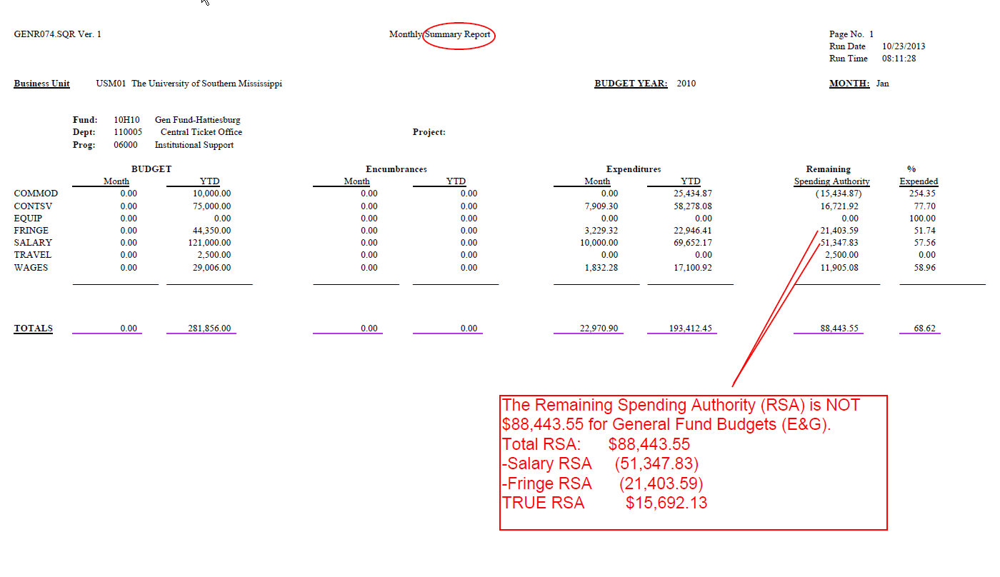 GENR074.SQR Ver. 1 Monthly Summary Report Page No. 1
Run Date 10/23/2013
Run Time 08:11:28
Business Unit USM01 The University of Southern Mississippi BUDGET YEAR: 2010 MONTH: Jan
Fund: 10H10 Gen Fund-Hattiesburg
Dept: 110005 Central Ticket Office Project:
Prog: 06000 Institutional Support
BUDGET Encumbrances Expenditures Remaining %
Month YTD Month YTD Month YTD Spending Authority Expended
COMMOD 0.00 10,000.00 0.00 0.00 0.00 25,434.87 (15,434.87) 254.35
CONTSV 0.00 75,000.00 0.00 0.00 7,909.30 58,278.08 16,721.92 77.70
EQUIP 0.00 0.00 0.00 0.00 0.00 0.00 0.00 100.00
FRINGE 0.00 44,350.00 0.00 0.00 3,229.32 22,946.41 21,403.59 51.74
SALARY 0.00 121,000.00 0.00 0.00 10,000.00 69,652.17 51,347.83 57.56
TRAVEL 0.00 2,500.00 0.00 0.00 0.00 0.00 2,500.00 0.00
WAGES 0.00 29,006.00 0.00 0.00 1,832.28 17,100.92 11,905.08 58.96
TOTALS 0.00 281,856.00 0.00 0.00 22,970.90 193,412.45 88,443.55 68.62
The Remaining Spending Authority (RSA) is NOT
$88,443.55 for General Fund Budgets (E&G).
Total RSA: $88,443.55
-Salary RSA (51,347.83)
-Fringe RSA (21,403.59)
TRUE RSA $15,692.13